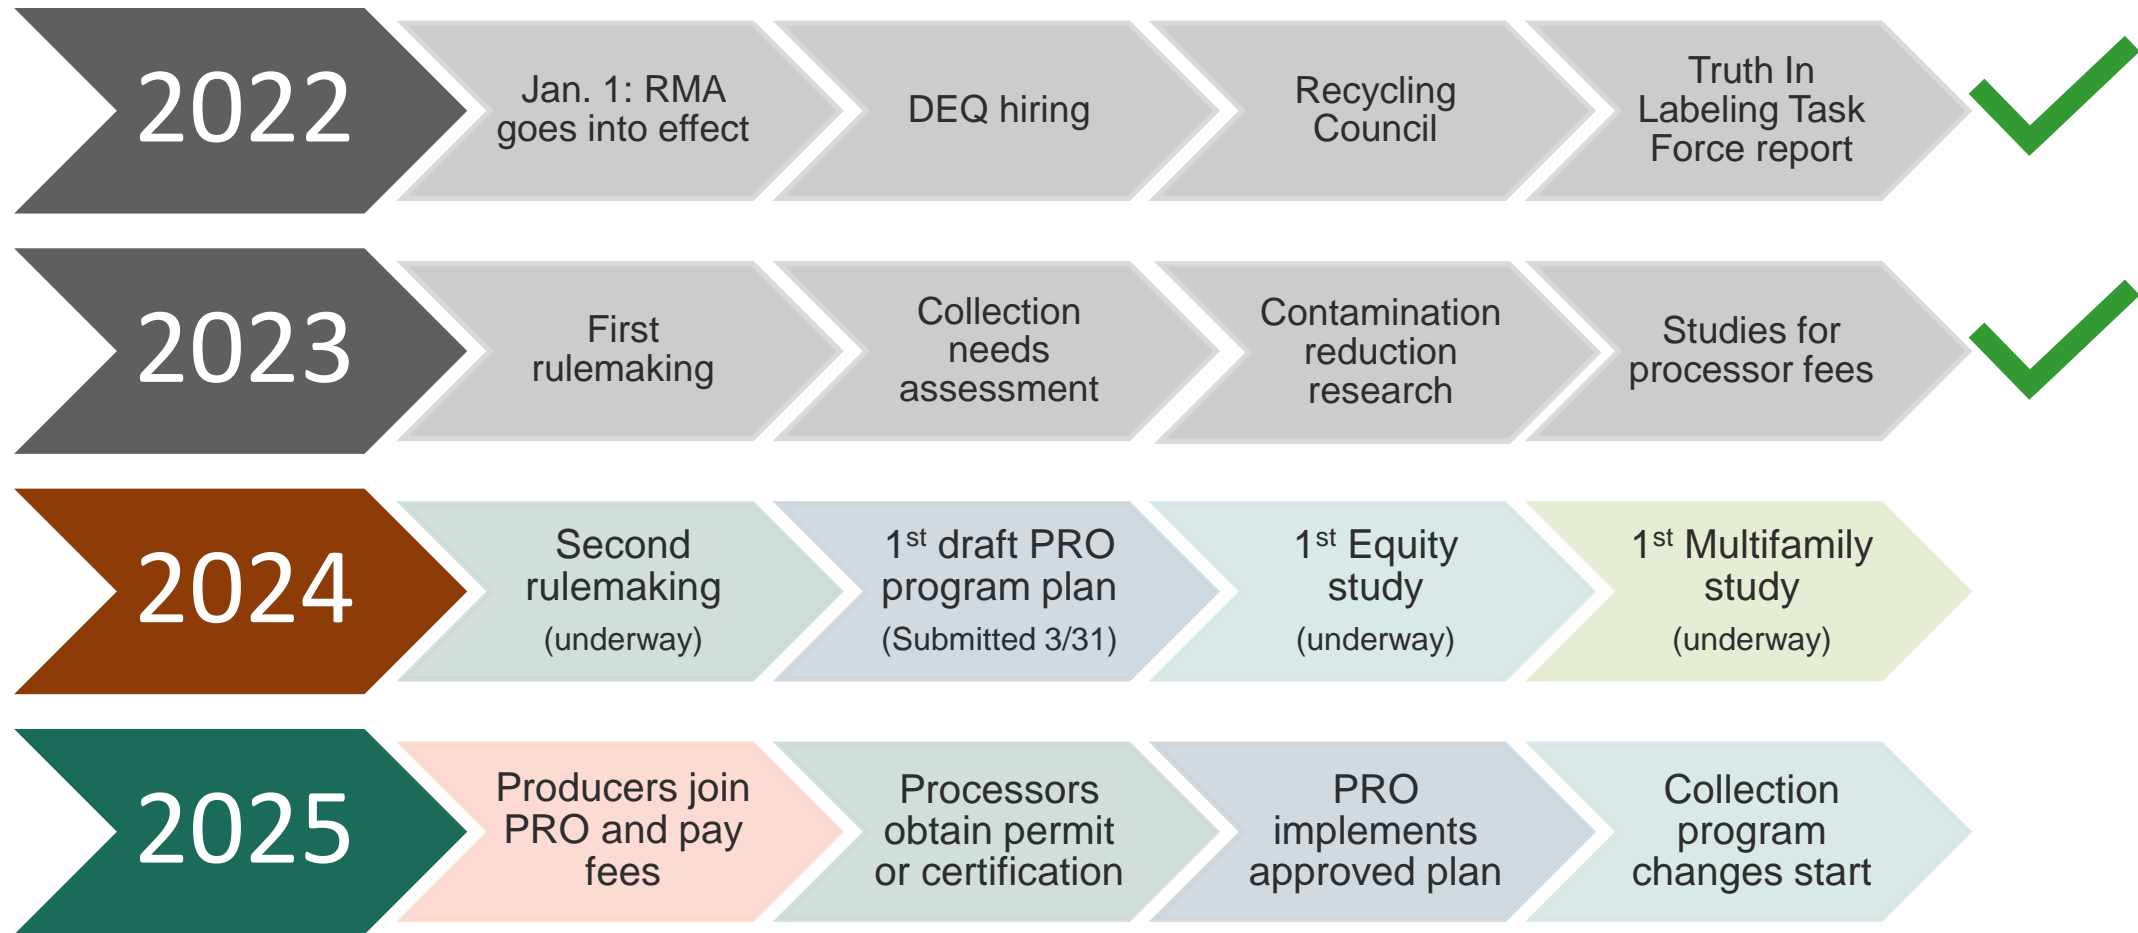 2022
Jan. 1: RMA
goes into effect
DEQ hiring
Recycling
Council
Truth In
Labeling Task
Force report
2023
First
rulemaking
Collection
needs
assessment
Contamination
reduction
research
Studies for
processor fees
2024
Second
rulemaking
(underway)
1st draft PRO
program plan
(Submitted 3/31)
1st Equity
study
(underway)
1st Multifamily
study
(underway)
2025
Producers join
PRO and pay
fees
Processors
obtain permit
or certification
PRO
implements
approved plan
Collection
program
changes start